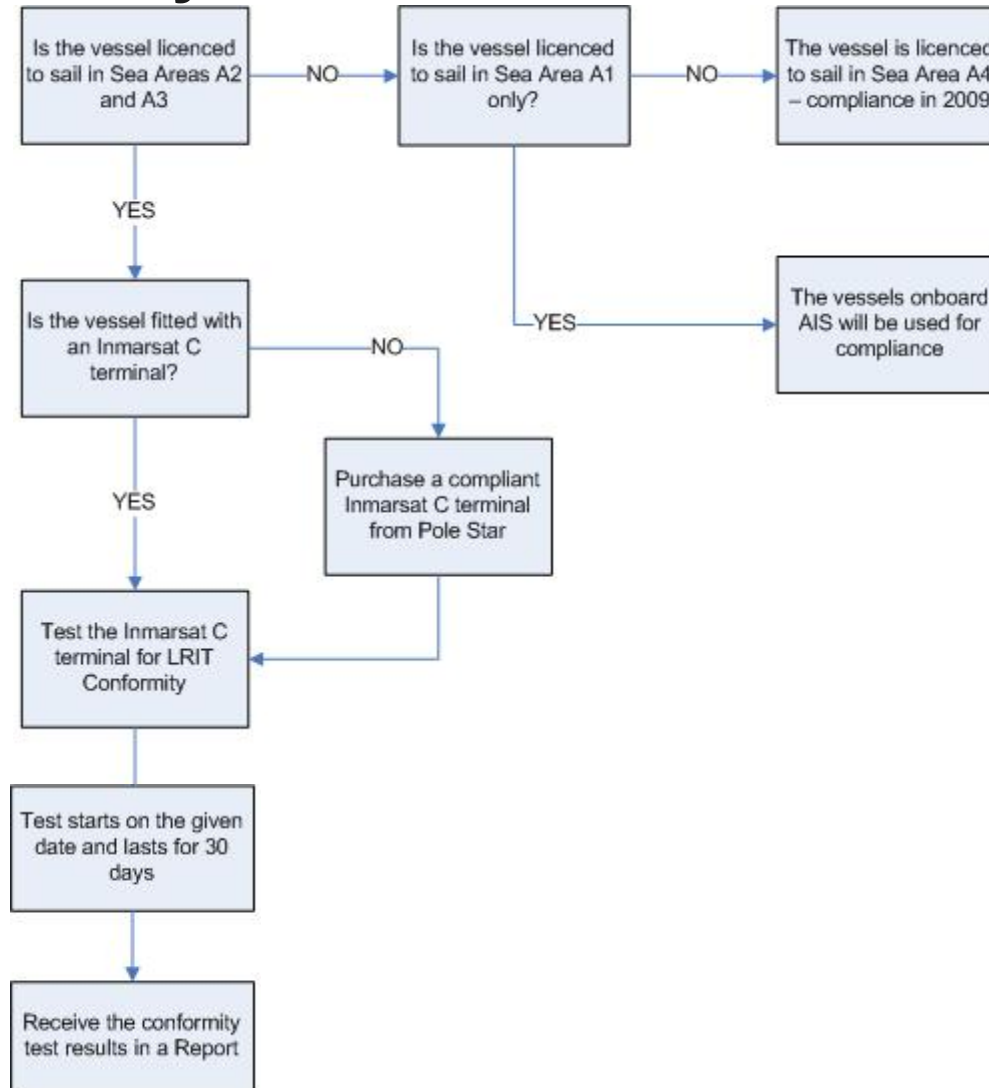 Is the vessel licenced
to sail in Sea Areas A2
and A3
NO
Is the vessel licenced
to sail in Sea Area A1
only?
NO
The vessel is licenced
to sail in Sea Area A4
– compliance in 2009
YES
Is the vessel fitted with
an Inmarsat C
terminal?
NO
YES
The vessels onboard
AIS will be used for
compliance
YES
Purchase a compliant
Inmarsat C terminal
from Pole Star
Test the Inmarsat C
terminal for LRIT
Conformity
Test starts on the given
date and lasts for 30
days
Receive the conformity
test results in a Report